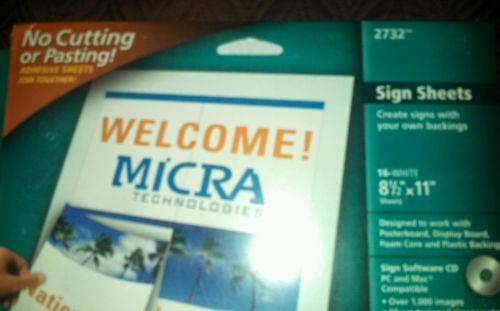 No Cutting
or Pasting!
ADHESIVE SHEETS
JOIN TOGETHER!
2732™
Sign Sheets
Create signs with
your own backings
WELCOME!
MICRA
TECHNOLOGIES
16-WHITE
8½" x 11"
Sheets
Designed to work with
Posterboard, Display Board,
Foam Core and Plastic Backing
Sign Software CD
PC and Mac®
Compatible
• Over 1,000 images
Natio